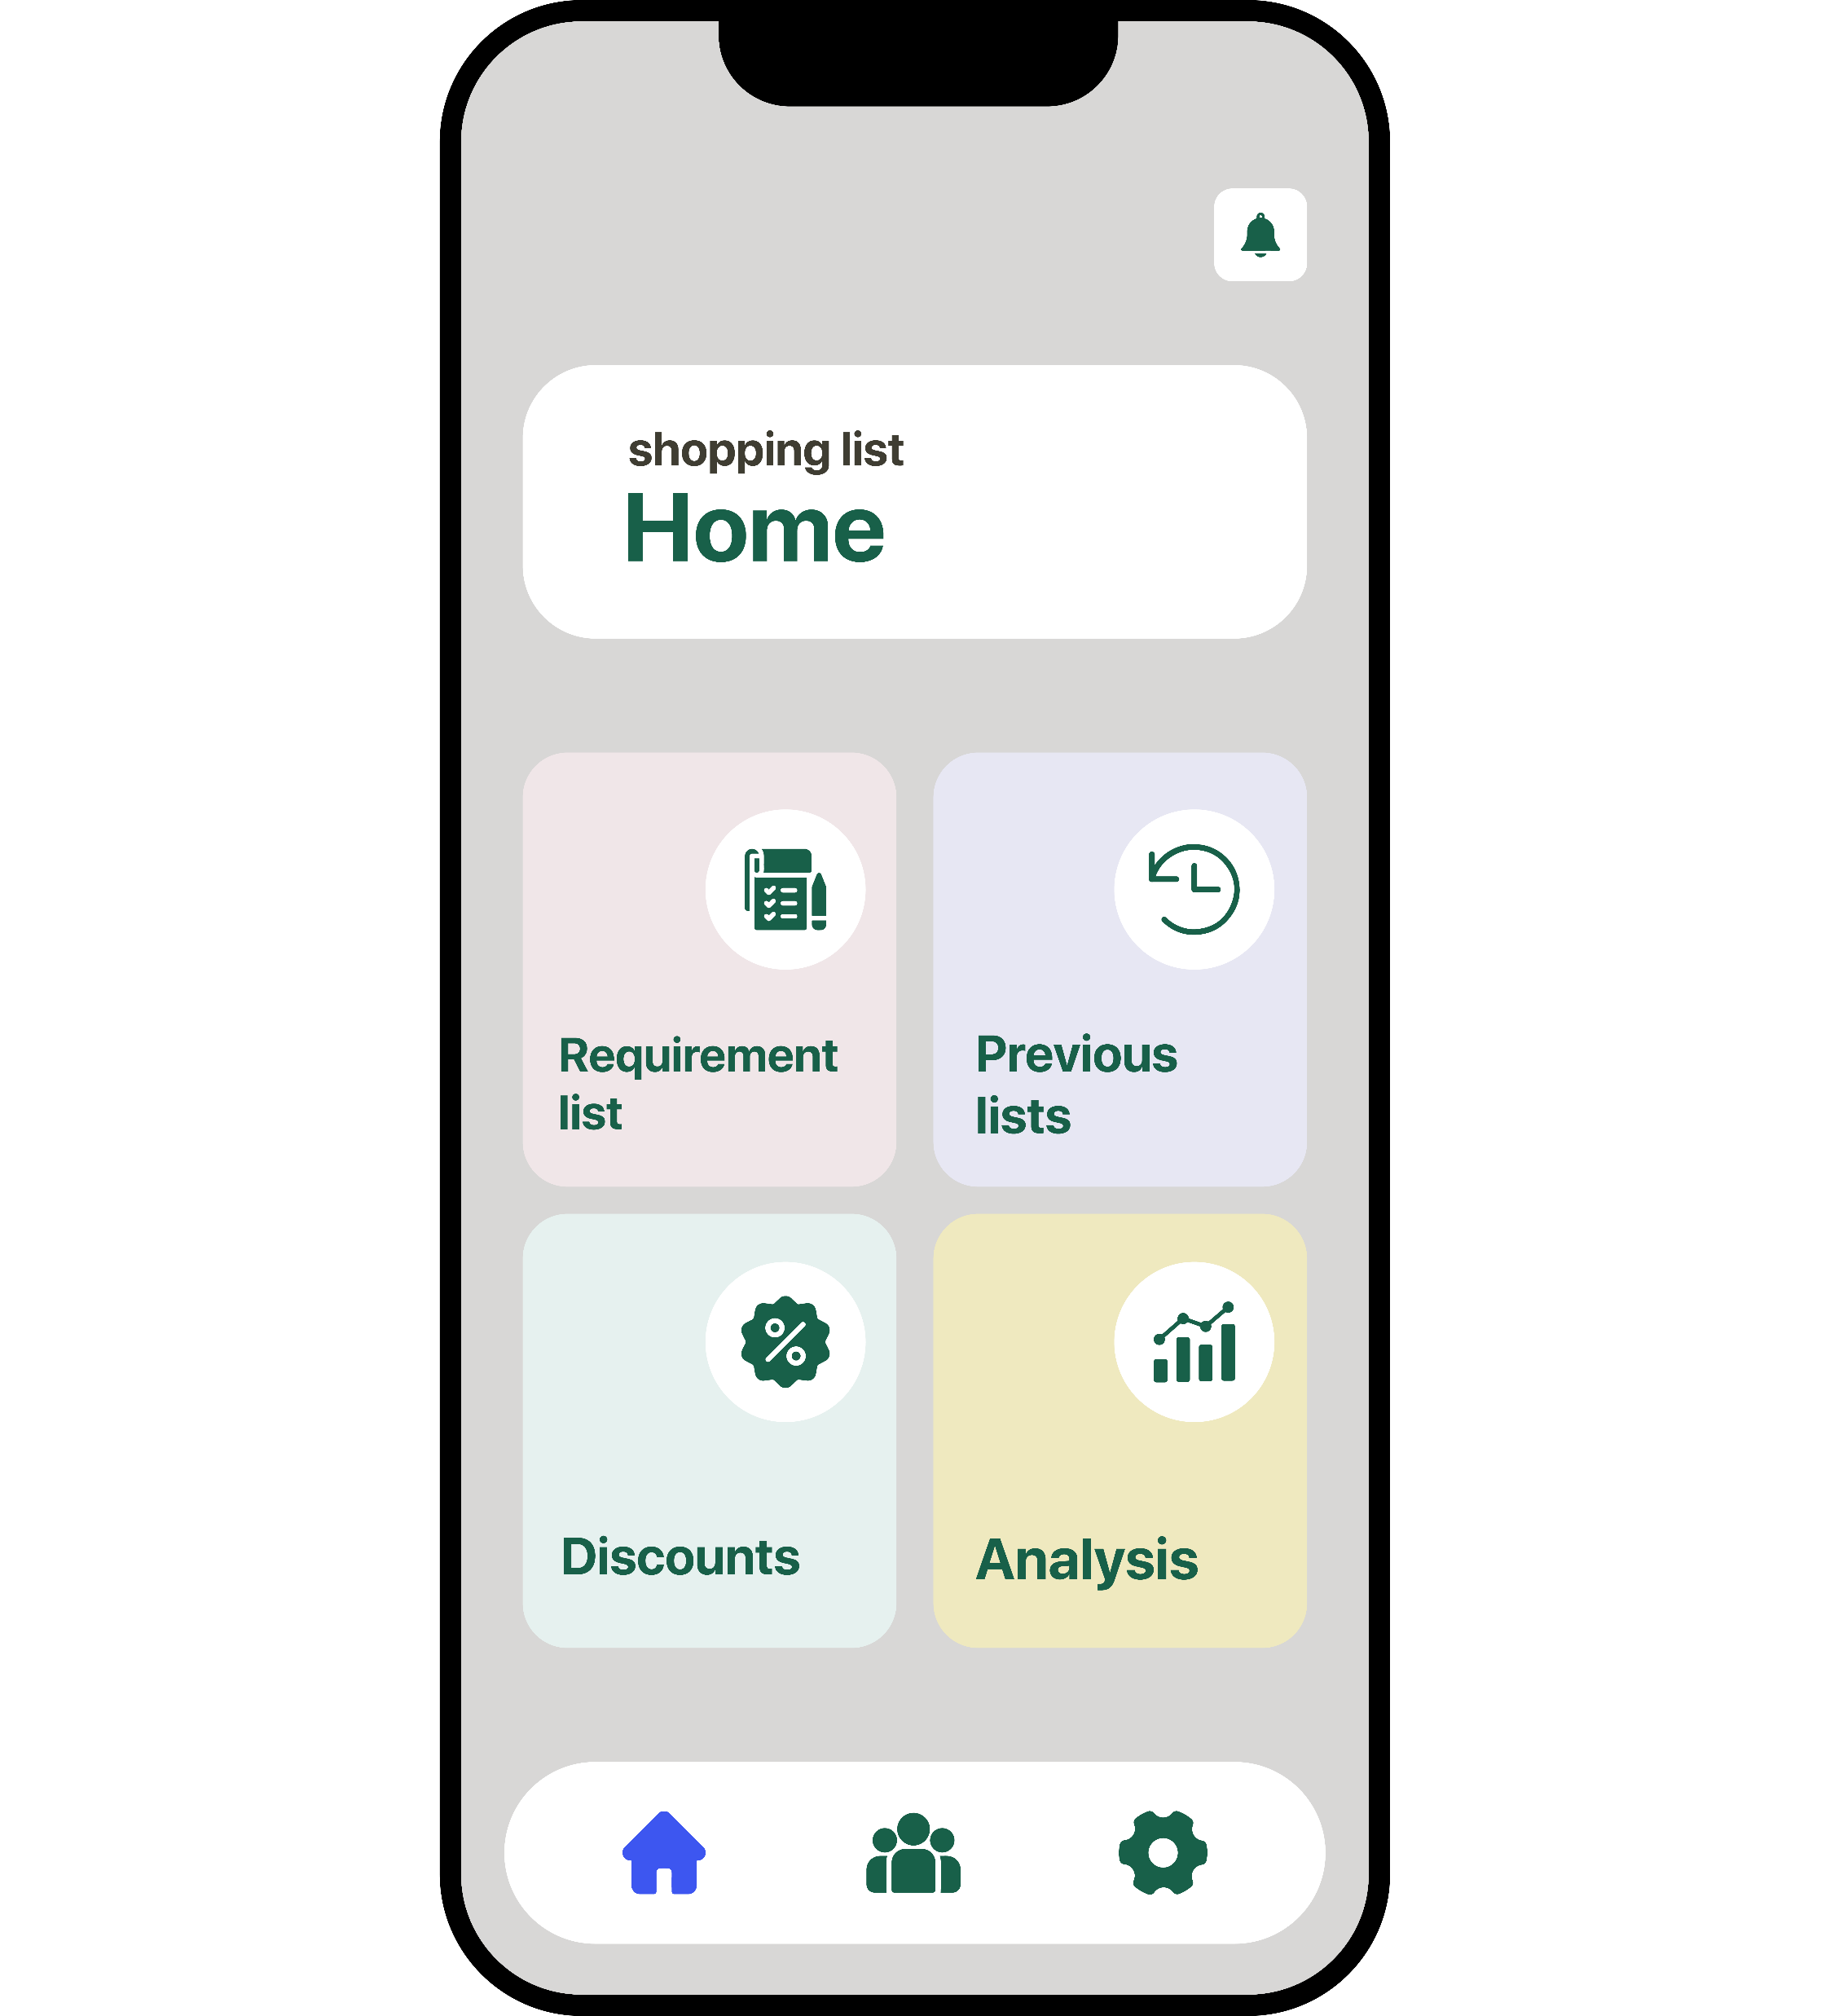 shopping list
Home
Requirement
list
Previous
lists
Discounts
Analysis